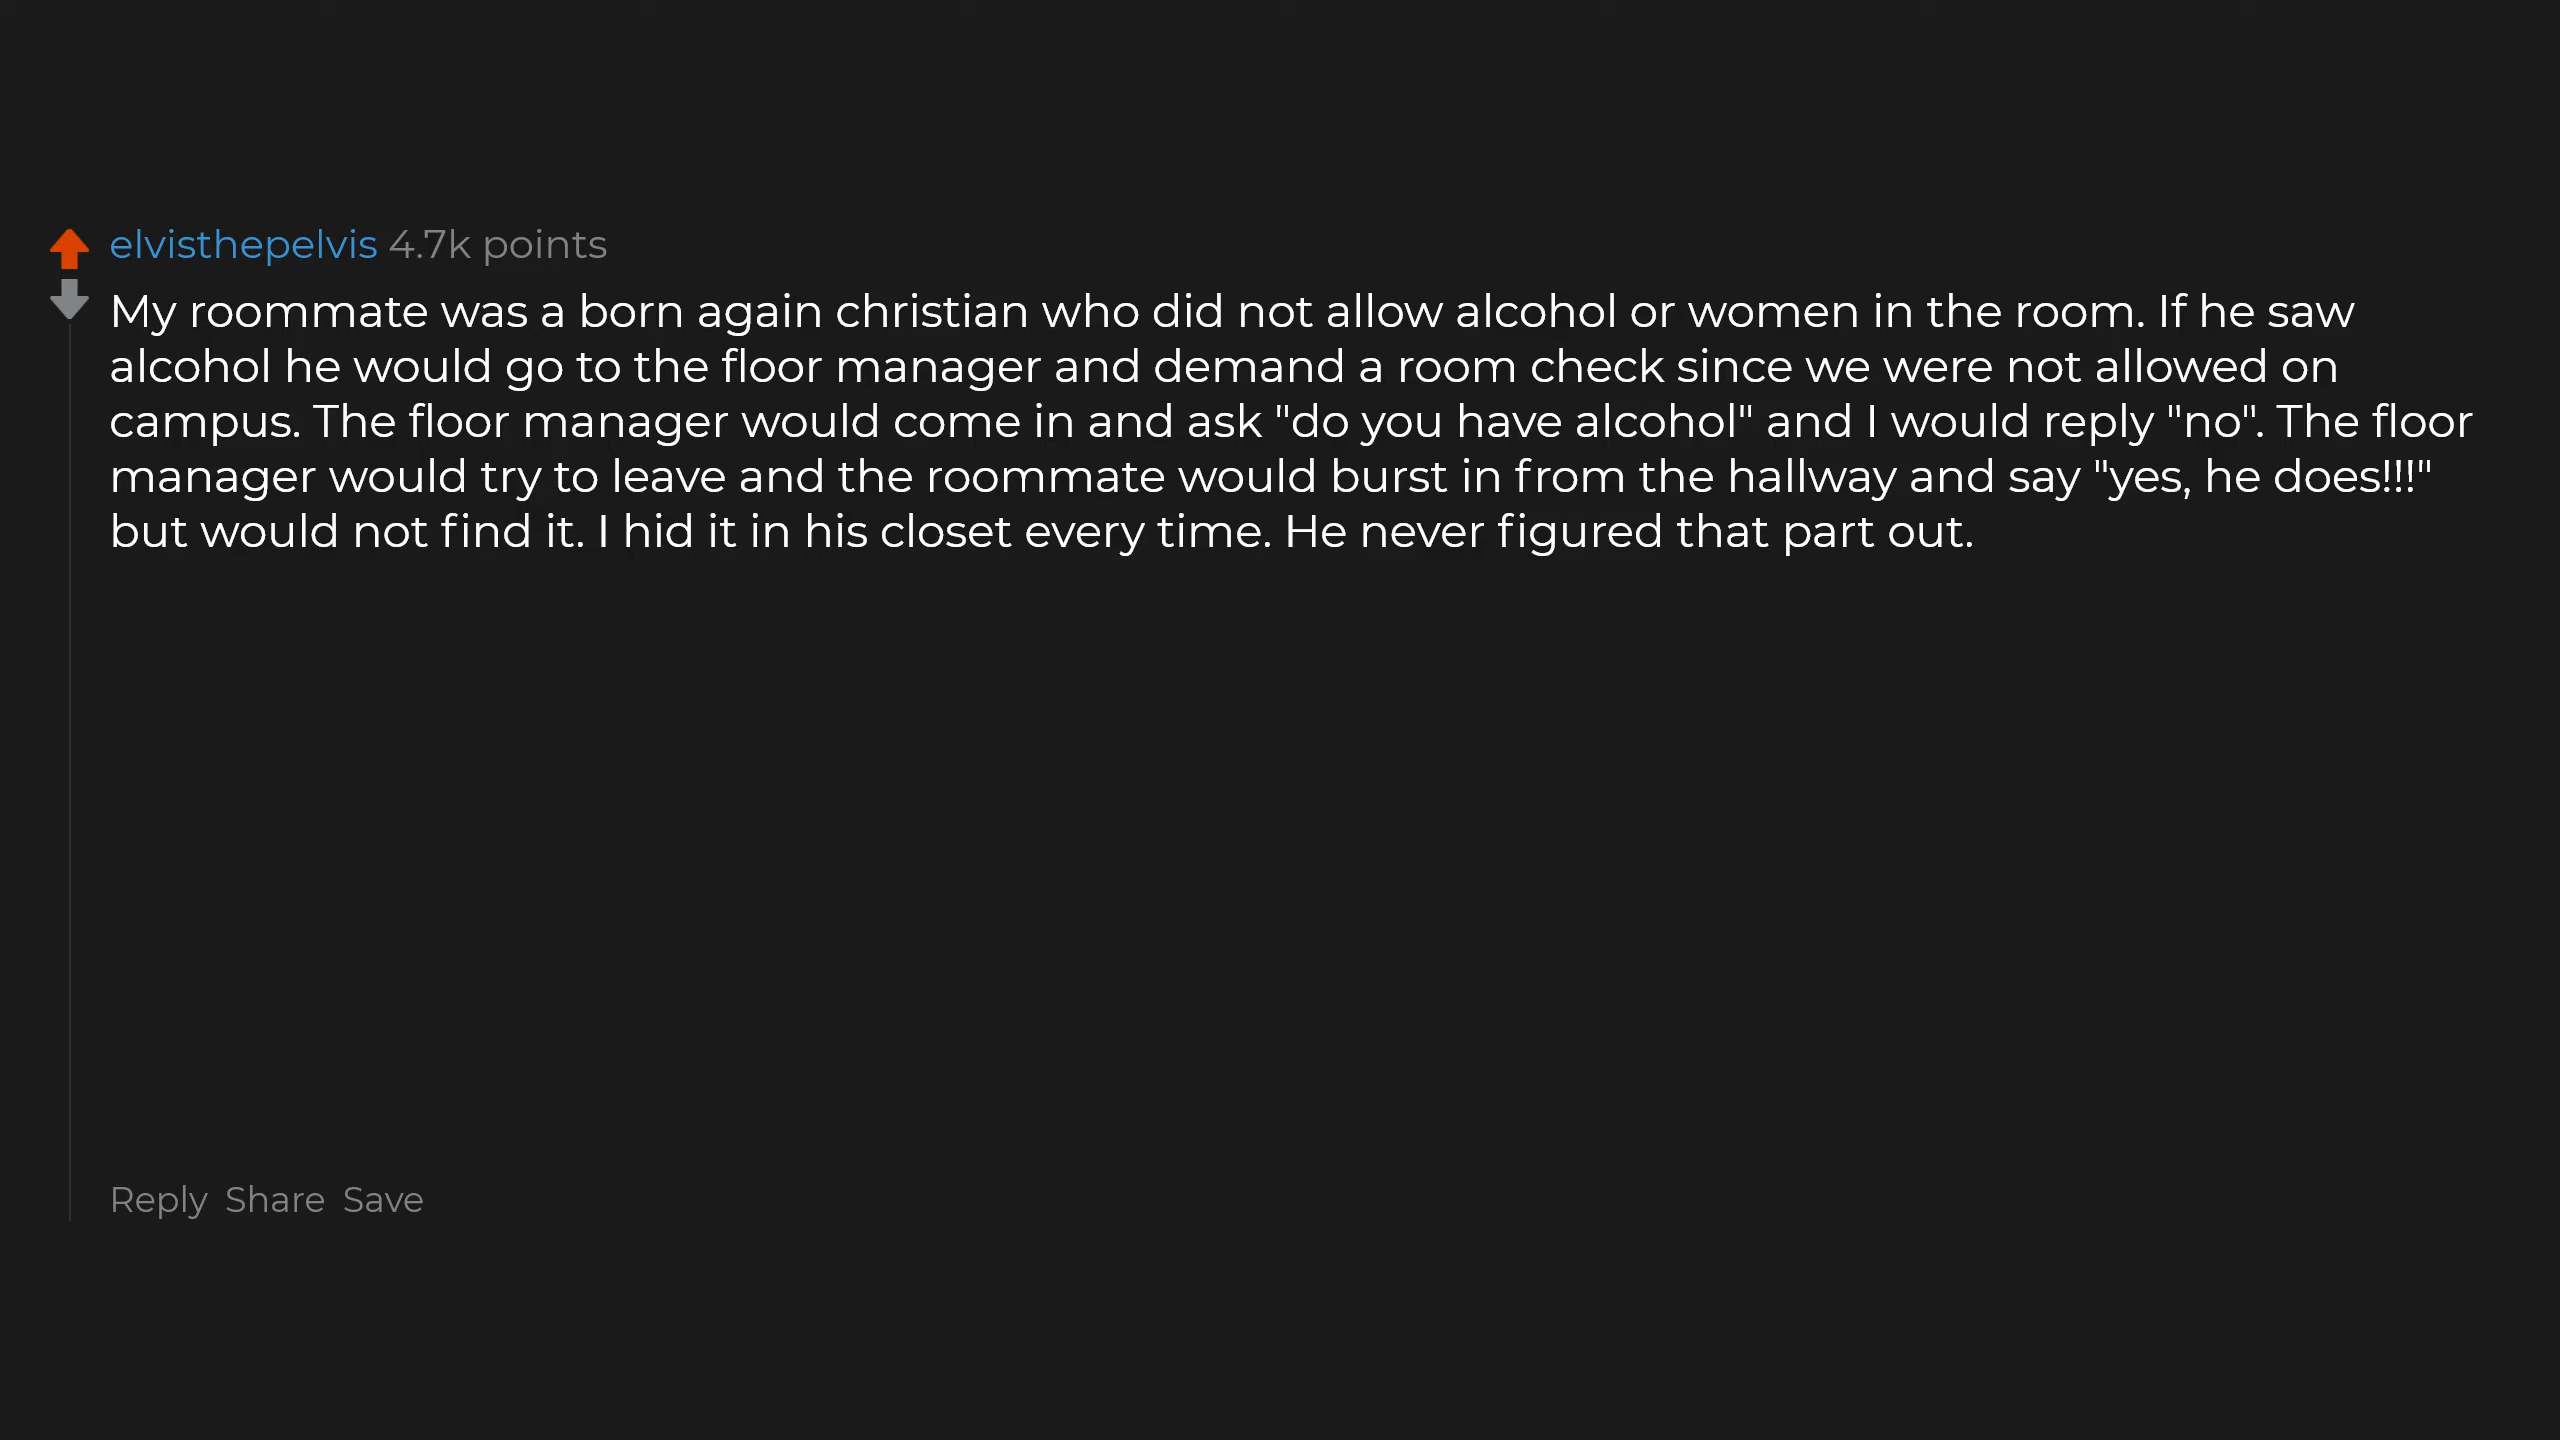 elvisthepelvis 4.7k points
My roommate was a born again christian who did not allow alcohol or women in the room. If he saw
alcohol he would go to the floor manager and demand a room check since we were not allowed on
campus. The floor manager would come in and ask "do you have alcohol" and I would reply "no". The floor
manager would try to leave and the roommate would burst in from the hallway and say "yes, he does!!!"
but would not find it. I hid it in his closet every time. He never figured that part out.
Reply Share Save